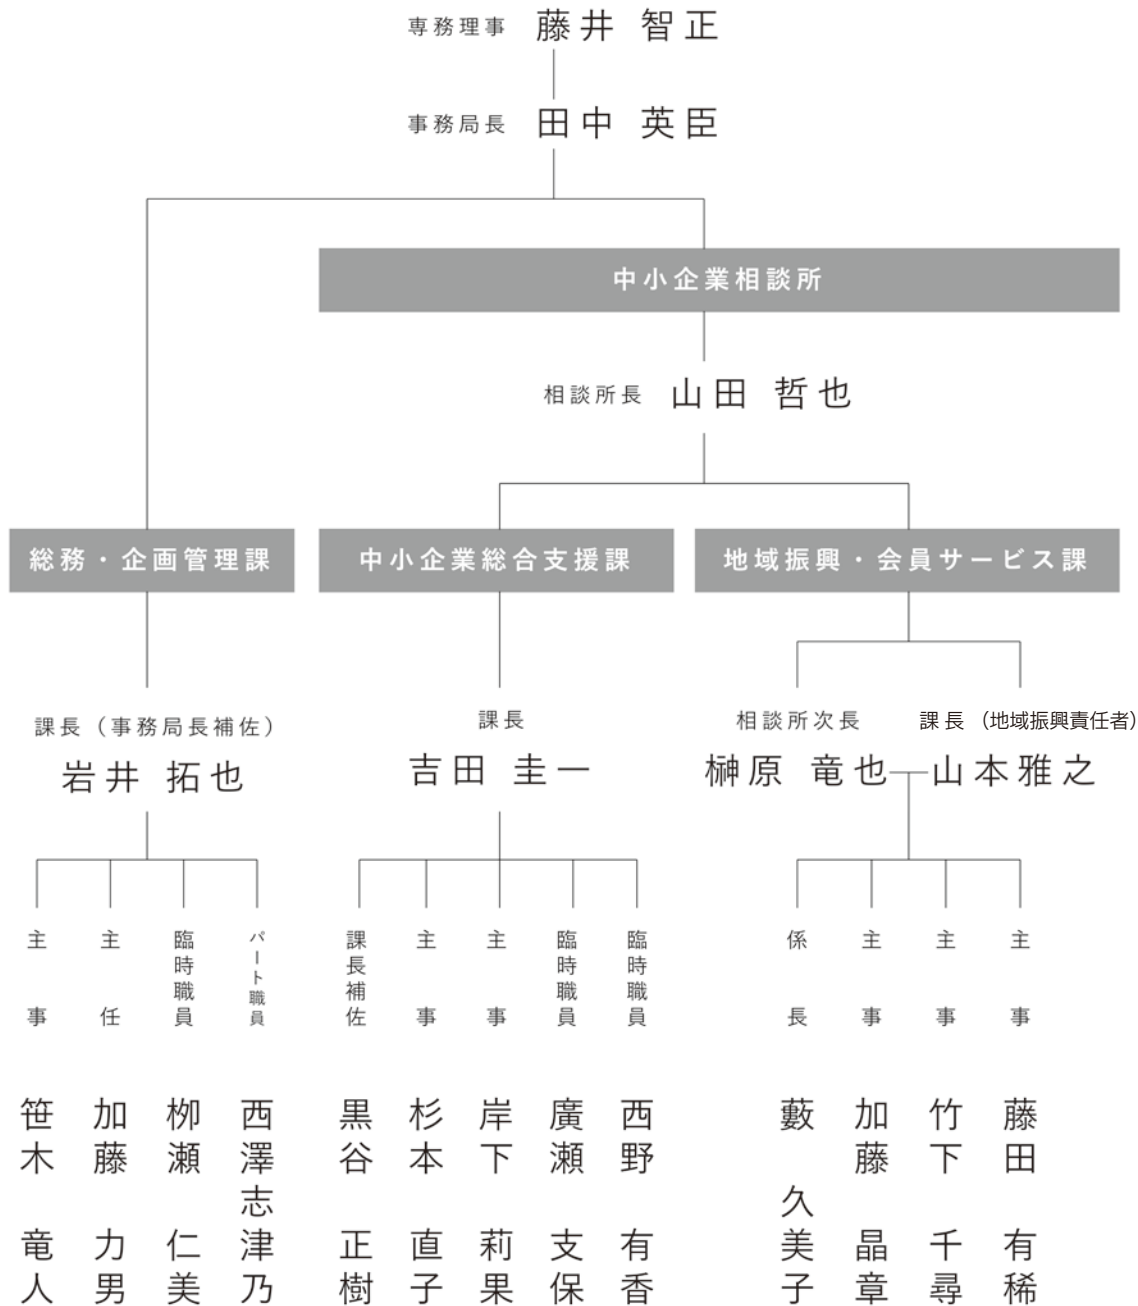 専務理事 藤井 智正
事務局長 田中 英臣
中小企業相談所
相談所長 山田 哲也
総務・企画管理課
中小企業総合支援課
地域振興・会員サービス課
課長（事務局長補佐）
岩井 拓也
課長
吉田 圭一
相談所次長
榊原 竜也
課長（地域振興責任者）
山本雅之
主事
笹木 竜人
主任
加藤 力男
臨時職員
栁瀬 仁美
パート職員
西澤志津乃
課長補佐
黒谷 正樹
主事
杉本 直子
主事
岸下 莉果
臨時職員
廣瀬 支保
臨時職員
西野 有香
係長
藪 久美子
主事
加藤 晶章
主事
竹下 千尋
主事
藤田 有稀